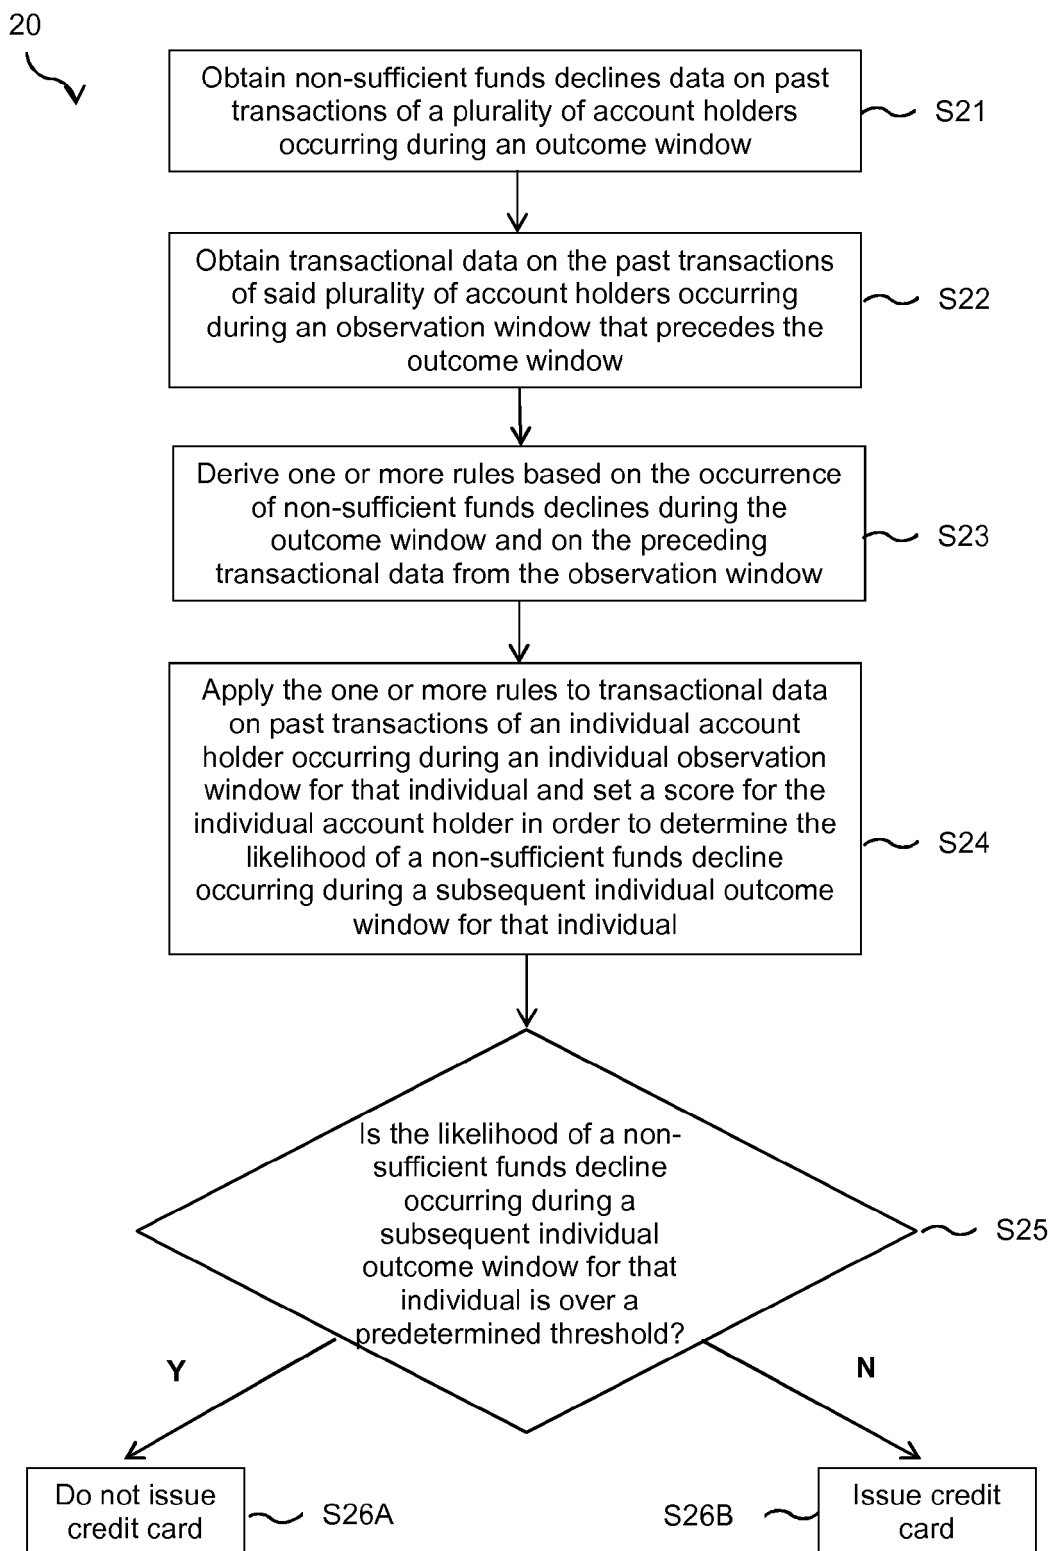 20
Obtain non-sufficient funds declines data on past
transactions of a plurality of account holders
occurring during an outcome window
S21
Obtain transactional data on the past transactions
of said plurality of account holders occurring
during an observation window that precedes the
outcome window
S22
Derive one or more rules based on the occurrence
of non-sufficient funds declines during the
outcome window and on the preceding
transactional data from the observation window
S23
Apply the one or more rules to transactional data
on past transactions of an individual account
holder occurring during an individual observation
window for that individual and set a score for the
individual account holder in order to determine the
likelihood of a non-sufficient funds decline
occurring during a subsequent individual outcome
window for that individual
S24
Is the likelihood of a non-
sufficient funds decline
occurring during a
subsequent individual
outcome window for that
individual is over a
predetermined threshold?
S25
Y
N
Do not issue
credit card
S26A
S26B
Issue credit
card